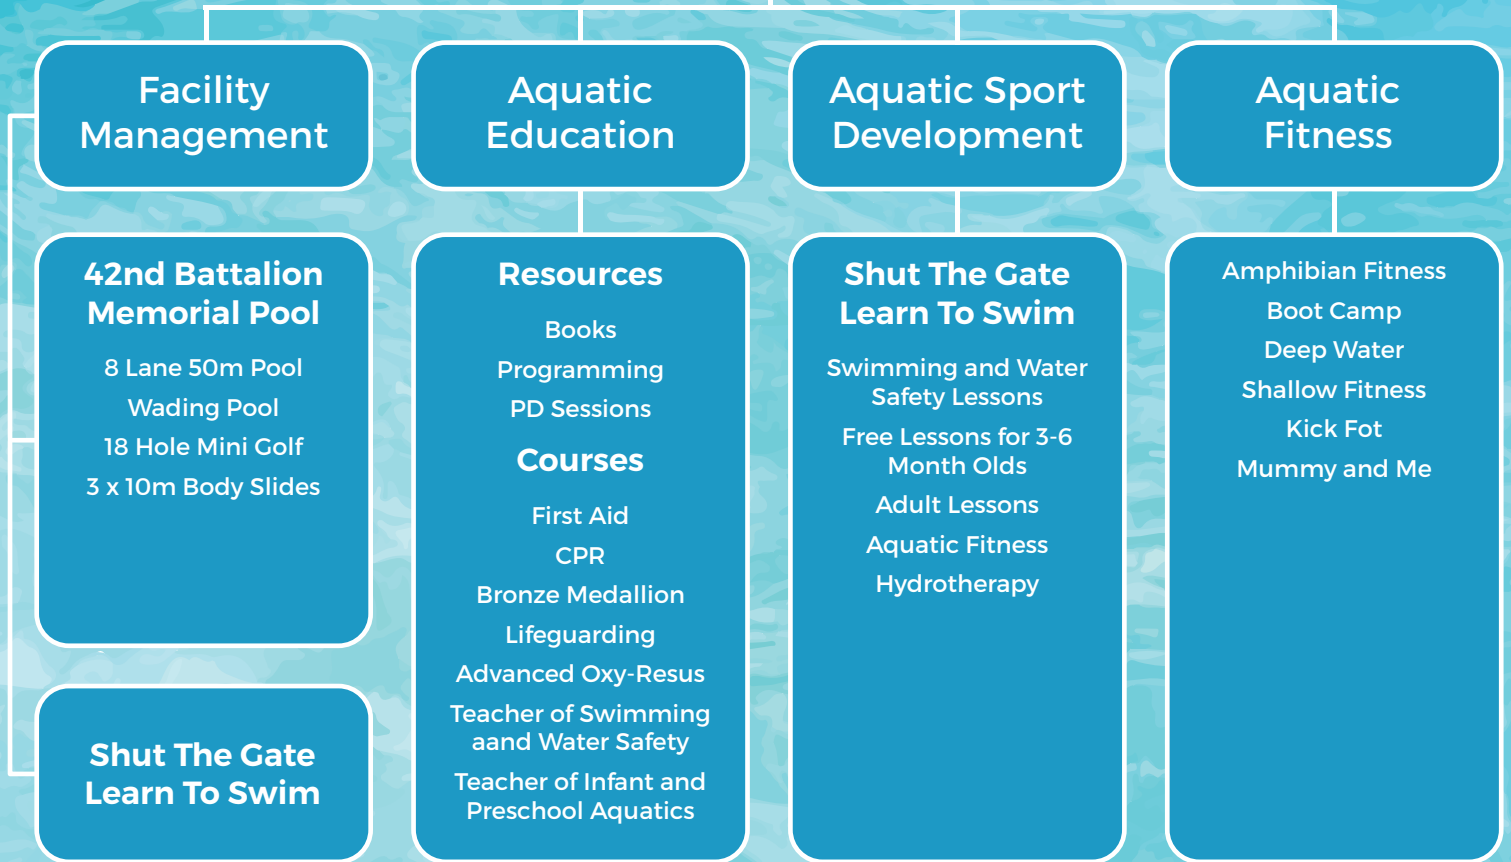 Facility
Management
Aquatic
Education
Aquatic Sport
Development
Aquatic
Fitness
42nd Battalion
Memorial Pool
8 Lane 50m Pool
Wading Pool
18 Hole Mini Golf
3 x 10m Body Slides
Shut The Gate
Learn To Swim
Resources
Books
Programming
PD Sessions
Courses
First Aid
CPR
Bronze Medallion
Lifeguarding
Advanced Oxy-Resus
Teacher of Swimming
aand Water Safety
Teacher of Infant and
Preschool Aquatics
Shut The Gate
Learn To Swim
Swimming and Water
Safety Lessons
Free Lessons for 3-6
Month Olds
Adult Lessons
Aquatic Fitness
Hydrotherapy
Amphibian Fitness
Boot Camp
Deep Water
Shallow Fitness
Kick Fot
Mummy and Me